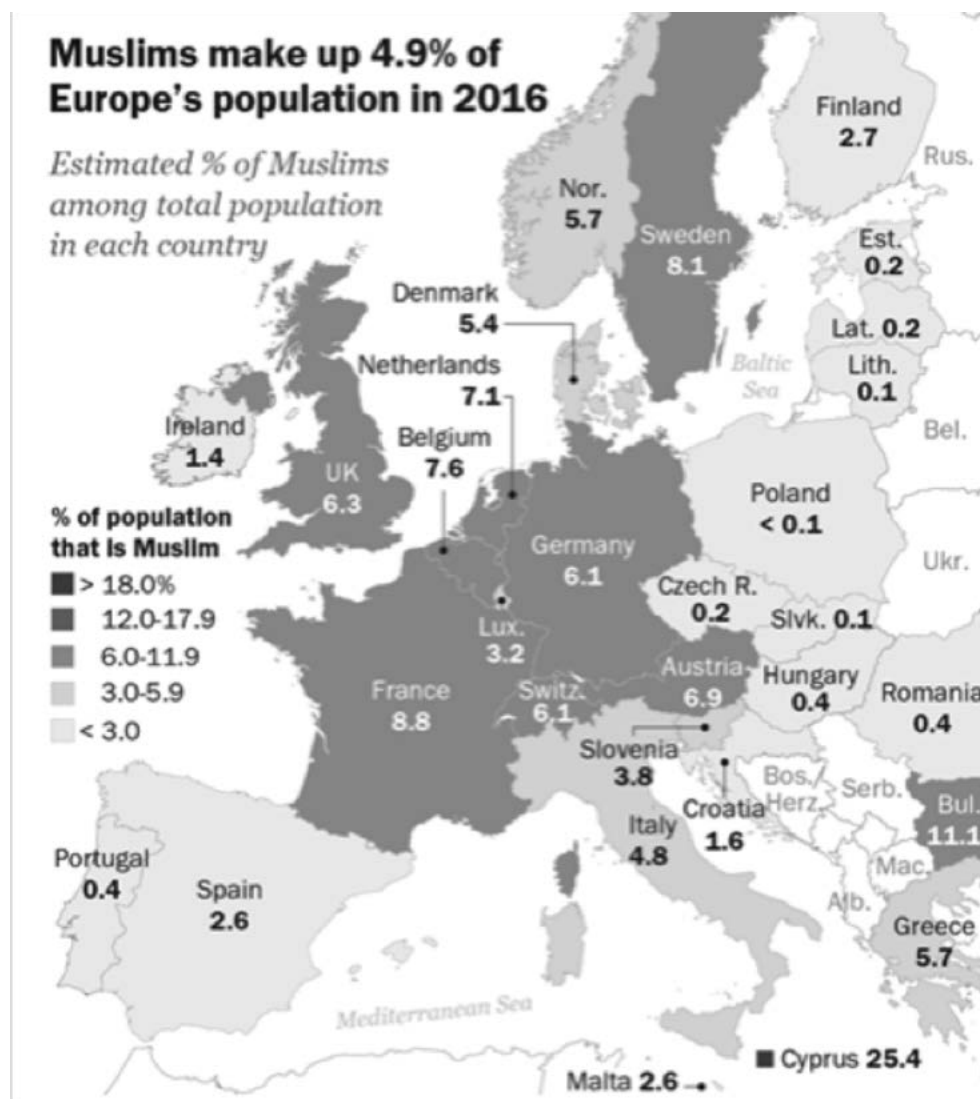 Muslims make up 4.9% of
Europe's population in 2016
Estimated % of Muslims
among total population
in each country
Finland
2.7
Rus.
Nor.
5.7
Sweden
8.1
Est.
0.2
Denmark
5.4
Lat. 0.2
Netherlands
7.1
Baltic
Sea
Lith.
0.1
Ireland
1.4
Belgium
7.6
Bel.
UK
6.3
Poland
< 0.1
% of population
that is Muslim
> 18.0%
12.0-17.9
6.0-11.9
3.0-5.9
< 3.0
Germany
6.1
Ukr.
Czech R.
0.2
Slvk. 0.1
Lux.
3.2
France
8.8
Switz.
6.1
Austria
6.9
Hungary
0.4
Romania
0.4
Slovenia
3.8
Croatia
1.6
Bos./
Herz.
Serb.
Bul.
11.1
Italy
4.8
Portugal
0.4
Spain
2.6
Mac.
Alb.
Greece
5.7
Mediterranean Sea
Cyprus 25.4
Malta 2.6